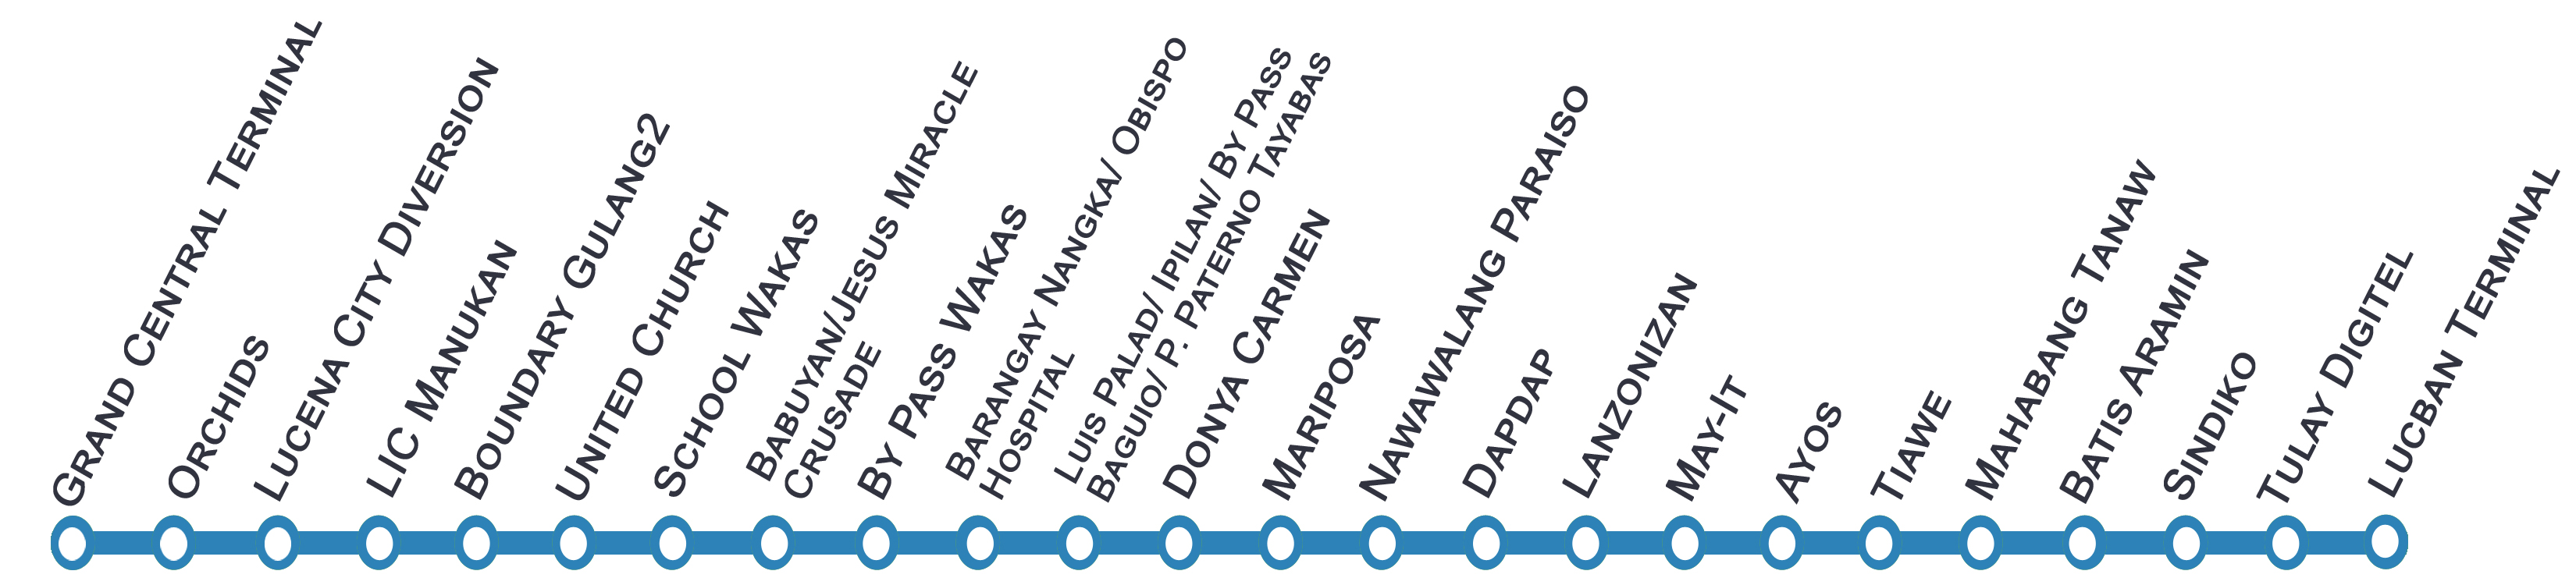 GRAND CENTRAL TERMINAL
ORCHIDS
LUCENA CITY DIVERSION
LIC MANUKAN
BOUNDARY GULANG2
UNITED CHURCH
SCHOOL WAKAS
BABUYAN/JESUS MIRACLE
CRUSADE
BY PASS WAKAS
BARANGAY NANGKA/ OBISPO
HOSPITAL
LUIS PALAD/ IPILAN/ BY PASS
BAGUIO/ P. PATERNO TAYABAS
DONYA CARMEN
MARIPOSA
NAWAWALANG PARAISO
DAPDAP
LANZONIZAN
MAY-IT
AYOS
TIAWE
MAHABANG TANAW
BATIS ARAMIN
SINDIKO
TULAY DIGITEL
LUCBAN TERMINAL